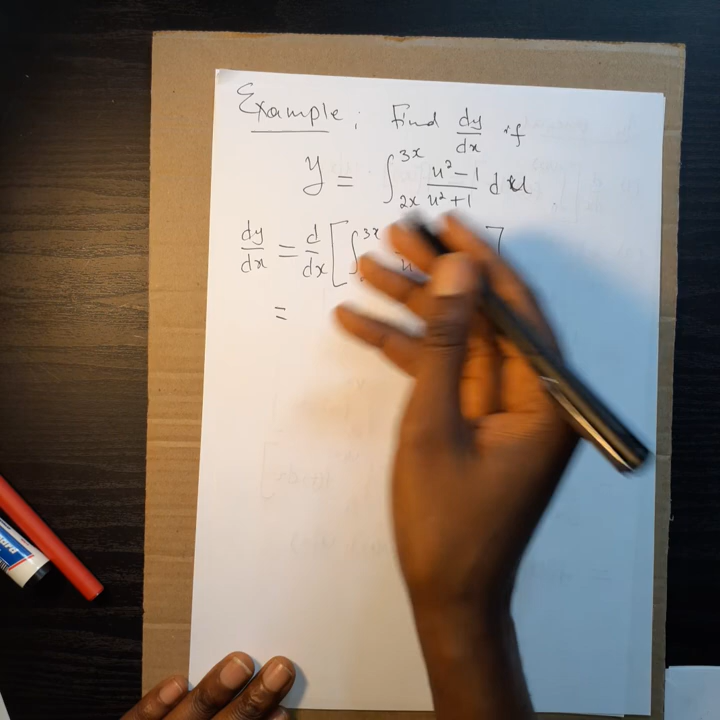 Example; Find dy/dx if
y = ∫_{2x}^{3x} (u²-1)/(u²+1) du
dy/dx = d/dx [∫^{3x} u ]
=